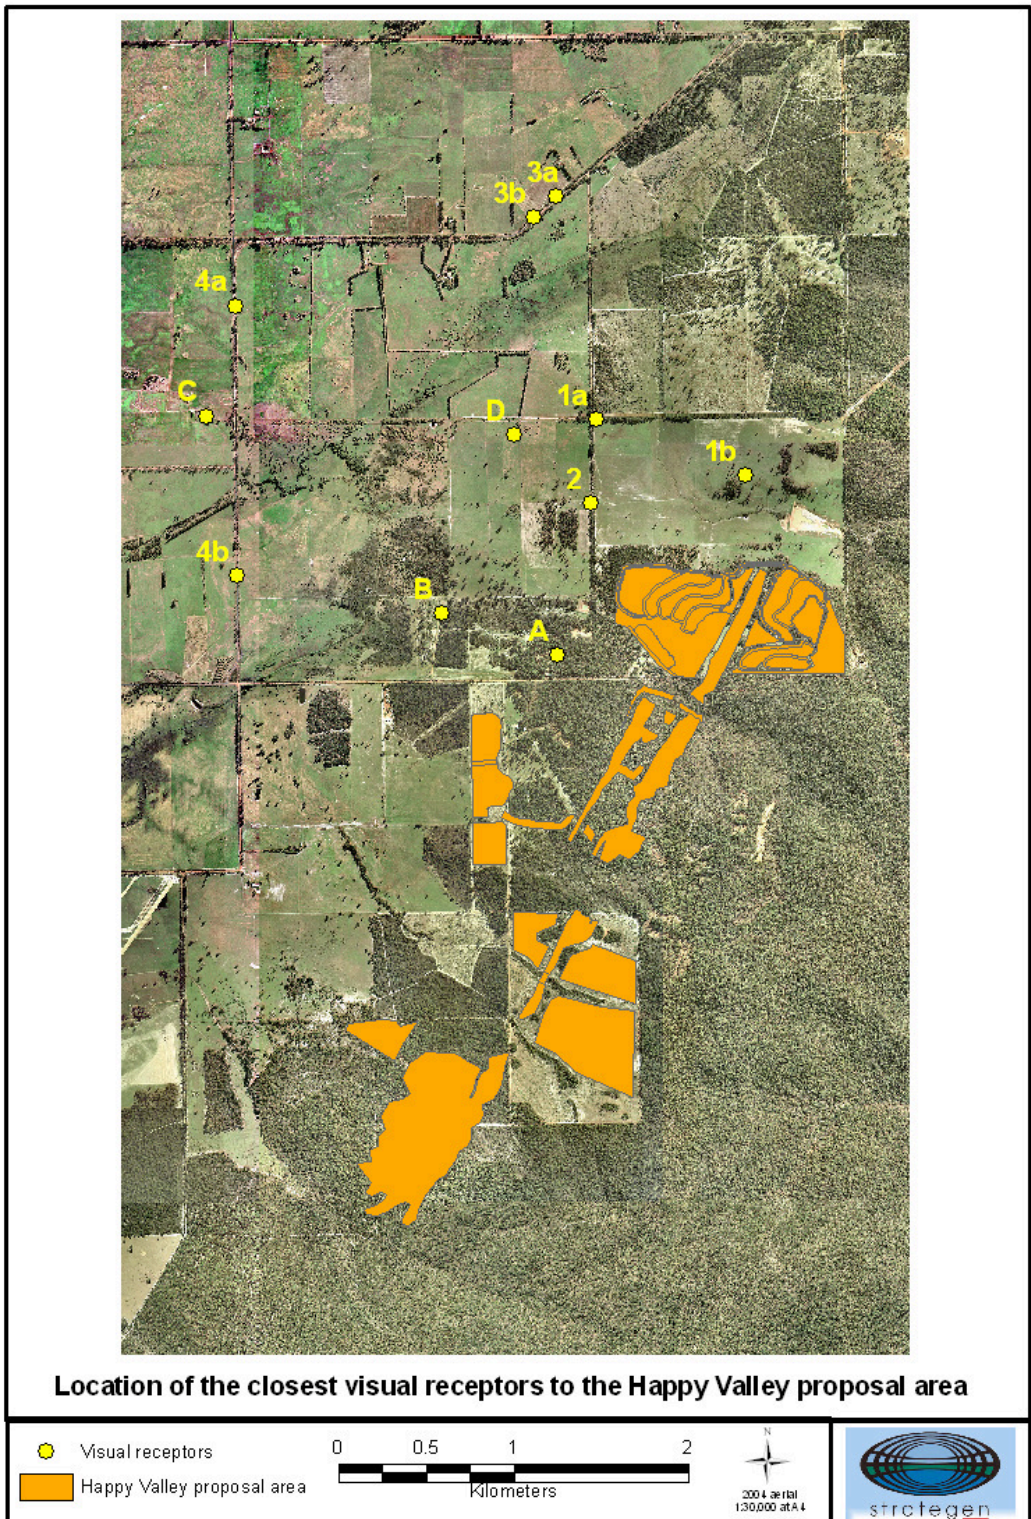 3a
3b
4a
C
1a
D
1b
2
4b
B
A
Location of the closest visual receptors to the Happy Valley proposal area
Visual receptors
Happy Valley proposal area
0 0.5 1 2
Kilometers
N
2004 aerial
1:30,000 at A4
strategen